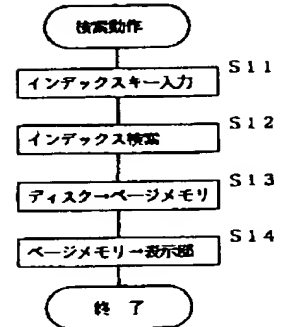 検索動作
S11
インデックスキー入力
S12
インデックス検索
S13
ディスク→ページメモリ
S14
ページメモリ→表示部
終了